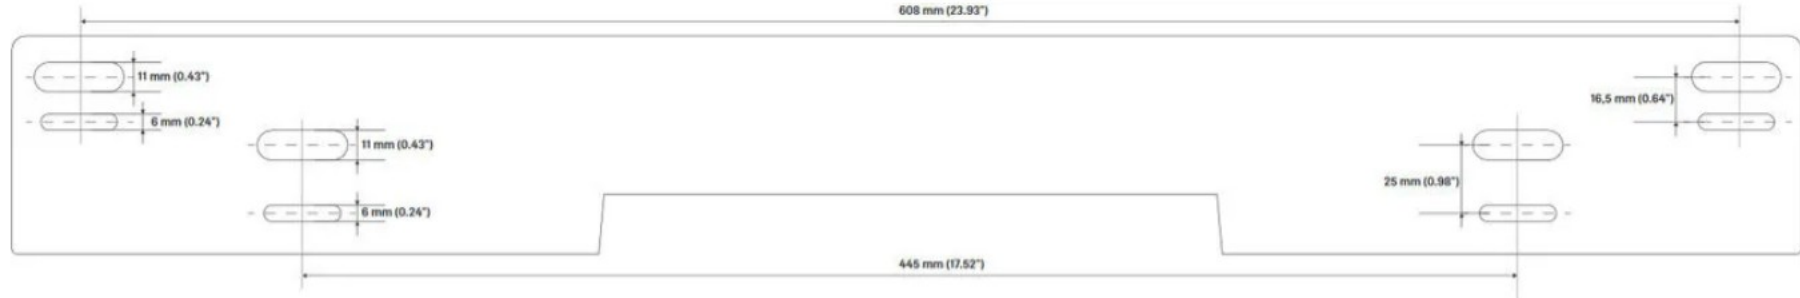 608 mm (23.93")
11 mm (0.43")
16,5 mm (0.64")
6 mm (0.24")
11 mm (0.43")
25 mm (0.98")
6 mm (0.24")
445 mm (17.52")